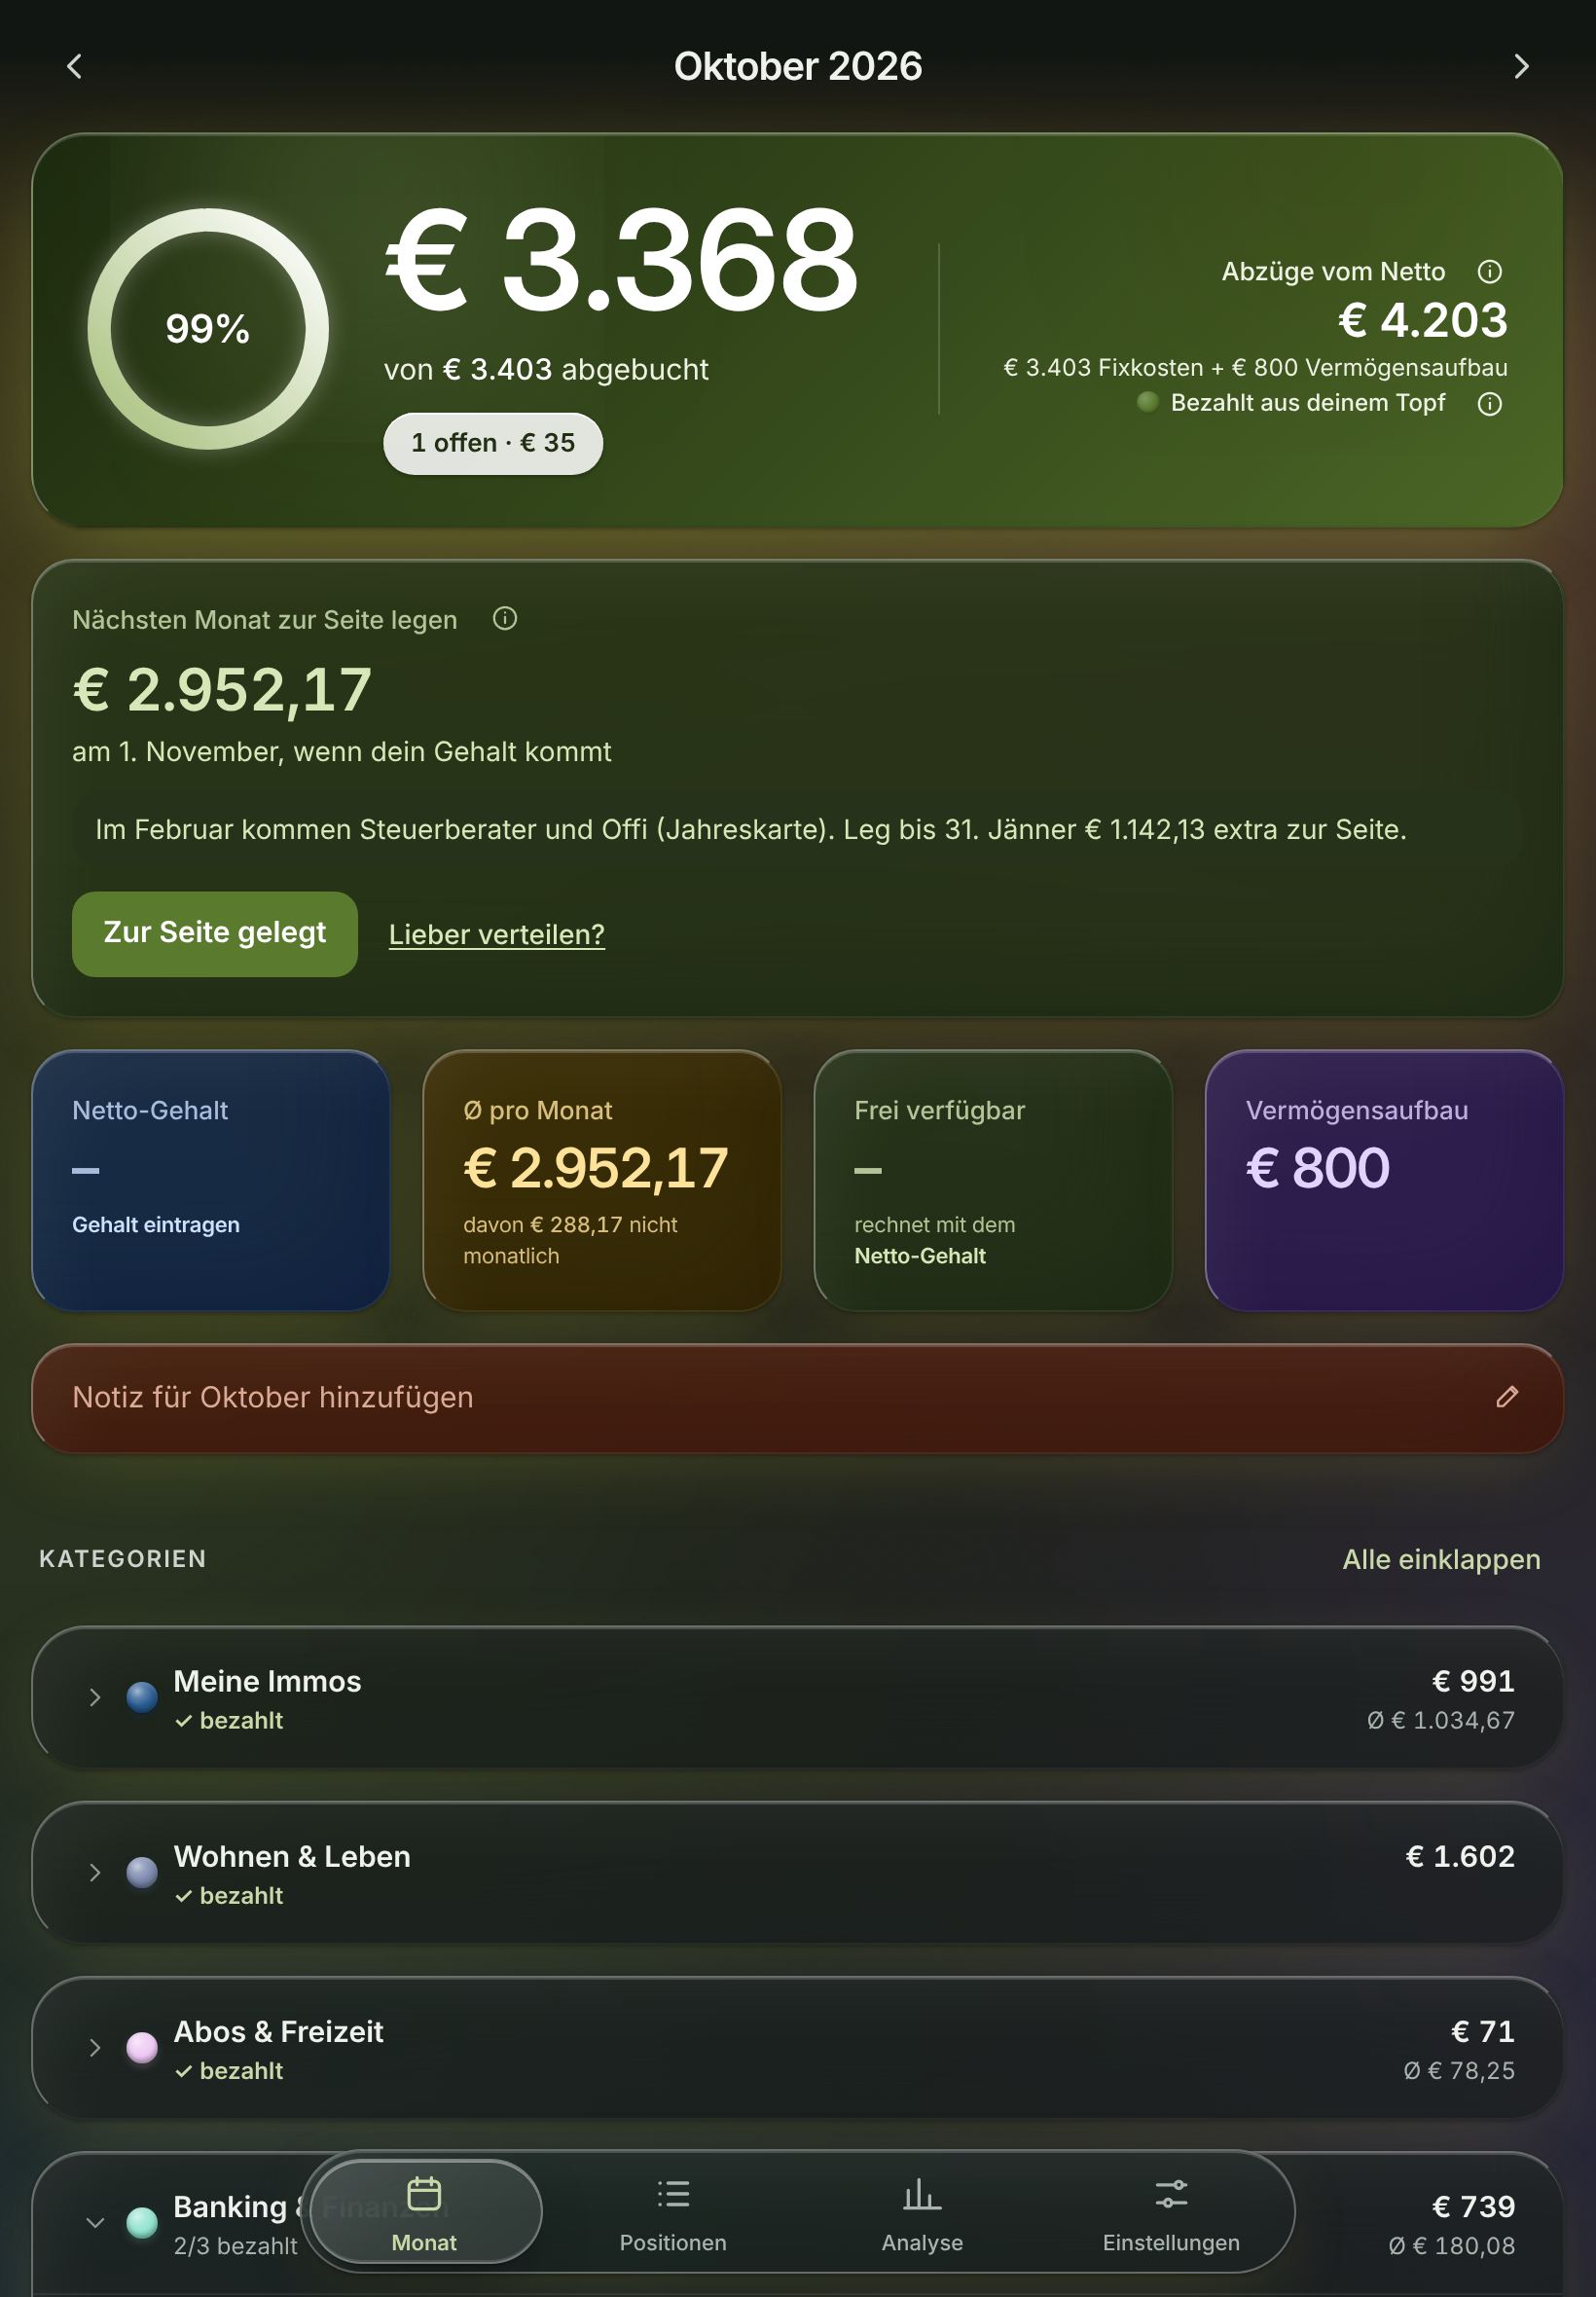 Oktober 2026
99%
€ 3.368
von € 3.403 abgebucht
1 offen · € 35
Abzüge vom Netto
€ 4.203
€ 3.403 Fixkosten + € 800 Vermögensaufbau
Bezahlt aus deinem Topf
Nächsten Monat zur Seite legen
€ 2.952,17
am 1. November, wenn dein Gehalt kommt
Im Februar kommen Steuerberater und Offi (Jahreskarte). Leg bis 31. Jänner € 1.142,13 extra zur Seite.
Zur Seite gelegt
Lieber verteilen?
Netto-Gehalt
–
Gehalt eintragen
Ø pro Monat
€ 2.952,17
davon € 288,17 nicht
monatlich
Frei verfügbar
–
rechnet mit dem
Netto-Gehalt
Vermögensaufbau
€ 800
Notiz für Oktober hinzufügen
KATEGORIEN
Alle einklappen
Meine Immos
€ 991
✓ bezahlt
Ø € 1.034,67
Wohnen & Leben
€ 1.602
✓ bezahlt
Abos & Freizeit
€ 71
✓ bezahlt
Ø € 78,25
Banking & Finanzen
€ 739
2/3 bezahlt
Ø € 180,08
Monat
Positionen
Analyse
Einstellungen